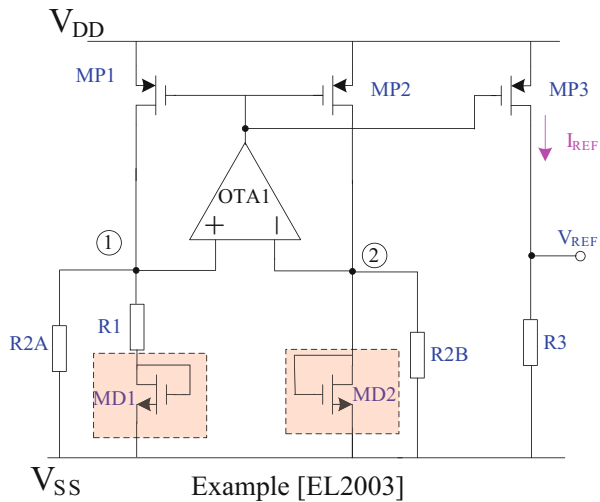 VDD
MP1
MP2
MP3
IREF
OTA1
+ −
1
2
VREF
R1
R2A
R2B
R3
MD1
MD2
VSS
Example [EL2003]